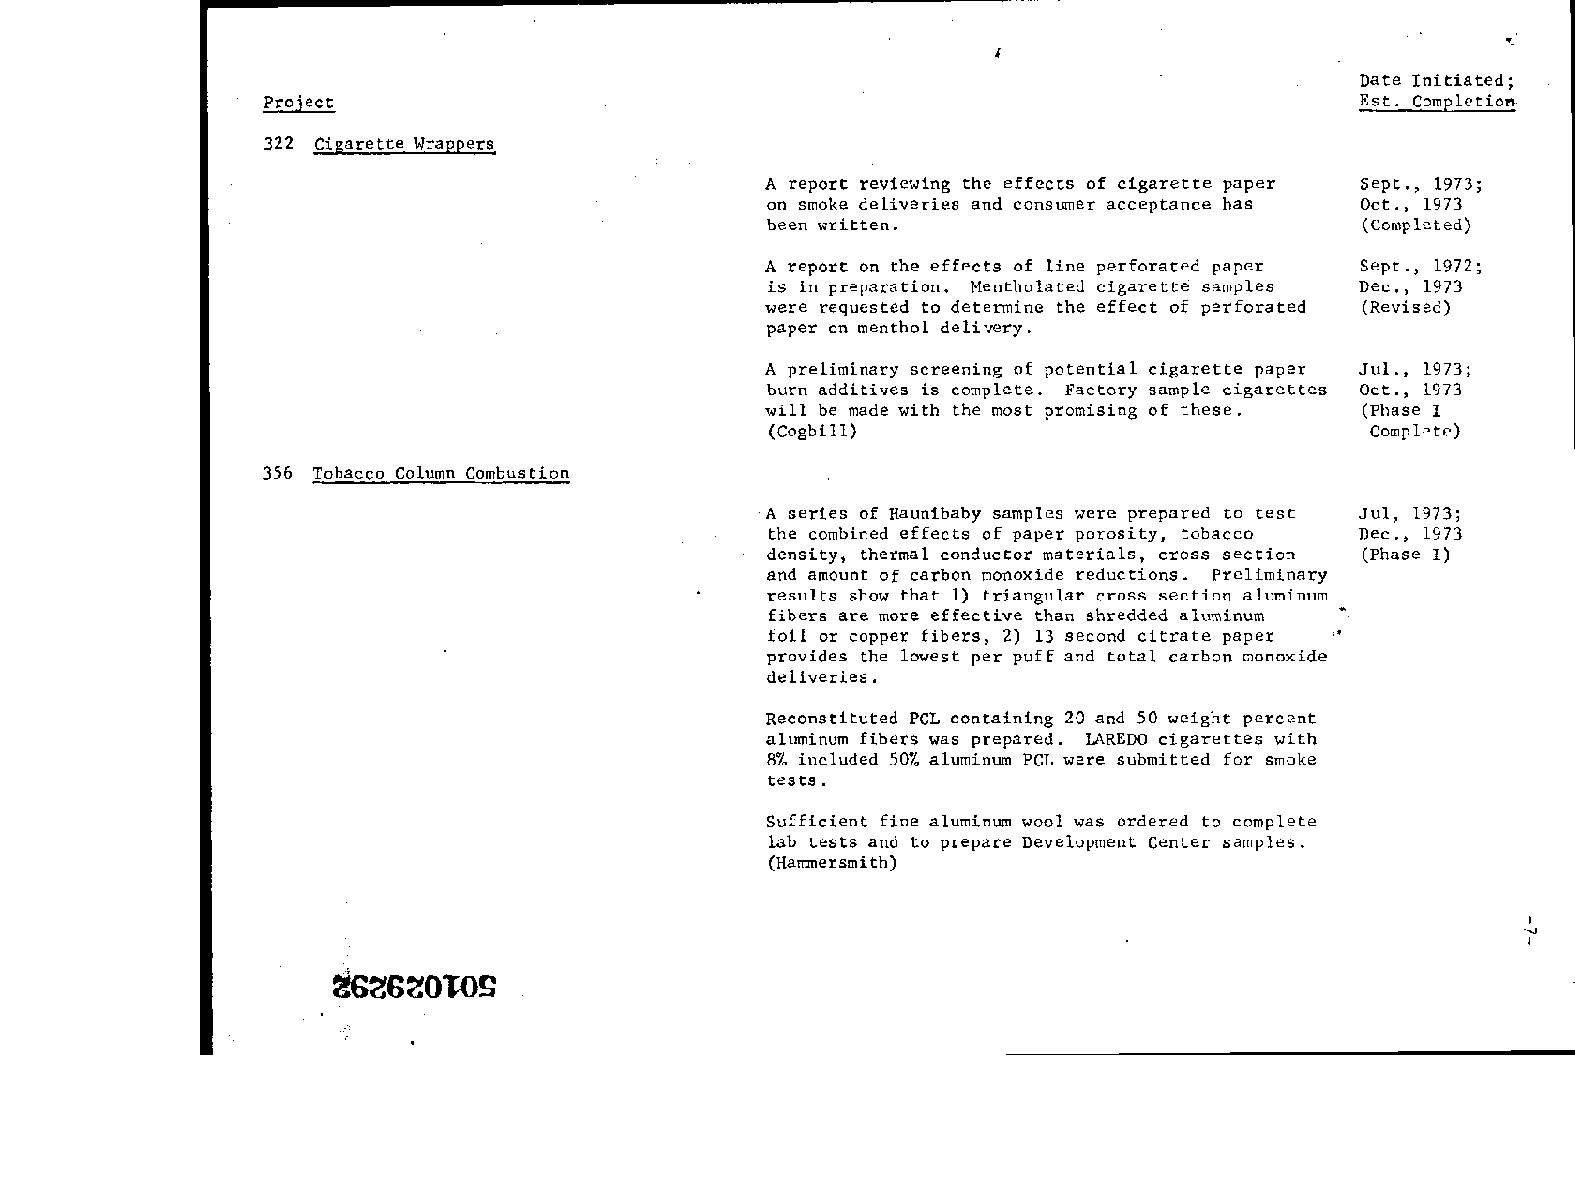 Date Initiated;
Project
Est. Completion
322 Cigarette Wrappers
A report reviewing the effects of cigarette paper
on smoke deliveries and consumer acceptance has
been written.
Sept., 1973;
Oct., 1973
(Completed)
A report on the effects of line perforated paper
is in preparation. Mentholated cigarette samples
were requested to determine the effect of perforated
paper on menthol delivery.
Sept., 1972;
Dec., 1973
(Revised)
A preliminary screening of potential cigarette paper
burn additives is complete. Factory sample cigarettes
will be made with the most promising of these.
(Cogbill)
Jul., 1973;
Oct., 1973
(Phase 1
Complete)
356 Tobacco Column Combustion
A series of Haunibaby samples were prepared to test
the combined effects of paper porosity, tobacco
density, thermal conductor materials, cross section
and amount of carbon monoxide reductions. Preliminary
results show that 1) triangular cross section aluminum
fibers are more effective than shredded aluminum
foil or copper fibers, 2) 13 second citrate paper
provides the lowest per puff and total carbon monoxide
deliveries.
Jul, 1973;
Dec., 1973
(Phase 1)
Reconstituted PCL containing 20 and 50 weight percent
aluminum fibers was prepared. LAREDO cigarettes with
8% included 50% aluminum PCL were submitted for smoke
tests.
Sufficient fine aluminum wool was ordered to complete
lab tests and to prepare Development Center samples.
(Hammersmith)
-7-
501029292